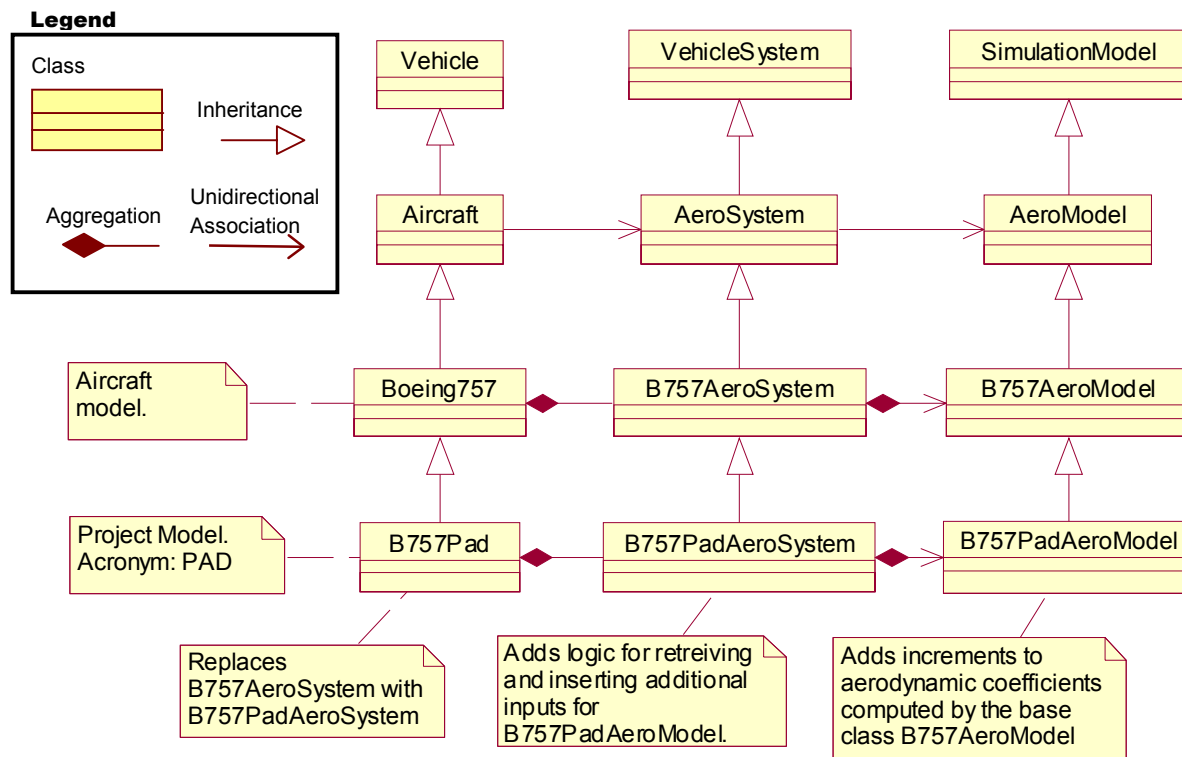 Legend
Class
Inheritance
Aggregation
Unidirectional
Association
Vehicle
VehicleSystem
SimulationModel
Aircraft
AeroSystem
AeroModel
Aircraft
model.
Boeing757
B757AeroSystem
B757AeroModel
Project Model.
Acronym: PAD
B757Pad
B757PadAeroSystem
B757PadAeroModel
Replaces
B757AeroSystem with
B757PadAeroSystem
Adds logic for retreiving
and inserting additional
inputs for
B757PadAeroModel.
Adds increments to
aerodynamic coefficients
computed by the base
class B757AeroModel